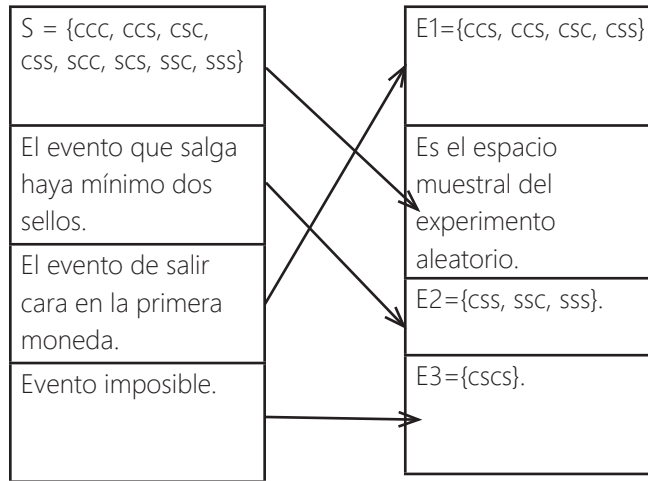 S = {ccc, ccs, csc,
css, scc, scs, ssc, sss}
El evento que salga
haya mínimo dos
sellos.
El evento de salir
cara en la primera
moneda.
Evento imposible.
E1={ccs, ccs, csc, css}
Es el espacio
muestral del
experimento
aleatorio.
E2={css, ssc, sss}.
E3={cscs}.